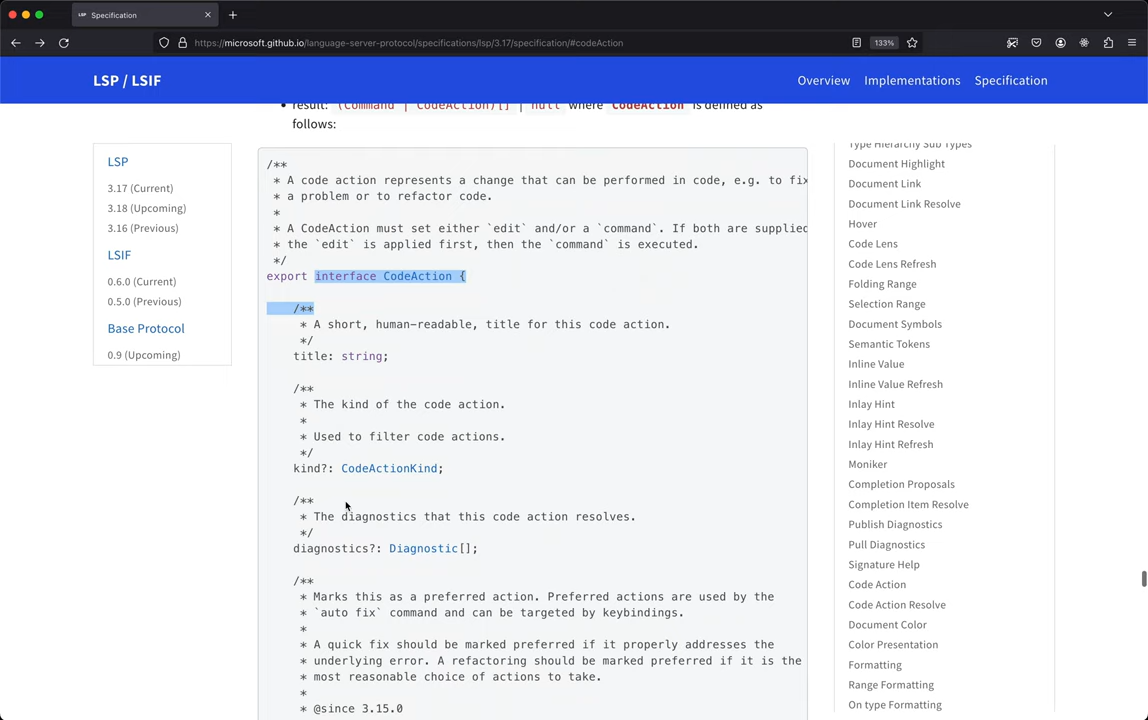 LSP Specification
https://microsoft.github.io/language-server-protocol/specifications/lsp/3.17/specification/#codeAction
133%
LSP / LSIF
Overview
Implementations
Specification
LSP
3.17 (Current)
3.18 (Upcoming)
3.16 (Previous)
LSIF
0.6.0 (Current)
0.5.0 (Previous)
Base Protocol
0.9 (Upcoming)
result: (Command | CodeAction)[] | null where CodeAction is defined as
follows:
/**
* A code action represents a change that can be performed in code, e.g. to fix
* a problem or to refactor code.
*
* A CodeAction must set either `edit` and/or a `command`. If both are supplied
* the `edit` is applied first, then the `command` is executed.
*/
export interface CodeAction {
/**
* A short, human-readable, title for this code action.
*/
title: string;
/**
* The kind of the code action.
*
* Used to filter code actions.
*/
kind?: CodeActionKind;
/**
* The diagnostics that this code action resolves.
*/
diagnostics?: Diagnostic[];
/**
* Marks this as a preferred action. Preferred actions are used by the
* `auto fix` command and can be targeted by keybindings.
*
* A quick fix should be marked preferred if it properly addresses the
* underlying error. A refactoring should be marked preferred if it is the
* most reasonable choice of actions to take.
*
* @since 3.15.0
Type Hierarchy Sub Types
Document Highlight
Document Link
Document Link Resolve
Hover
Code Lens
Code Lens Refresh
Folding Range
Selection Range
Document Symbols
Semantic Tokens
Inline Value
Inline Value Refresh
Inlay Hint
Inlay Hint Resolve
Inlay Hint Refresh
Moniker
Completion Proposals
Completion Item Resolve
Publish Diagnostics
Pull Diagnostics
Signature Help
Code Action
Code Action Resolve
Document Color
Color Presentation
Formatting
Range Formatting
On type Formatting